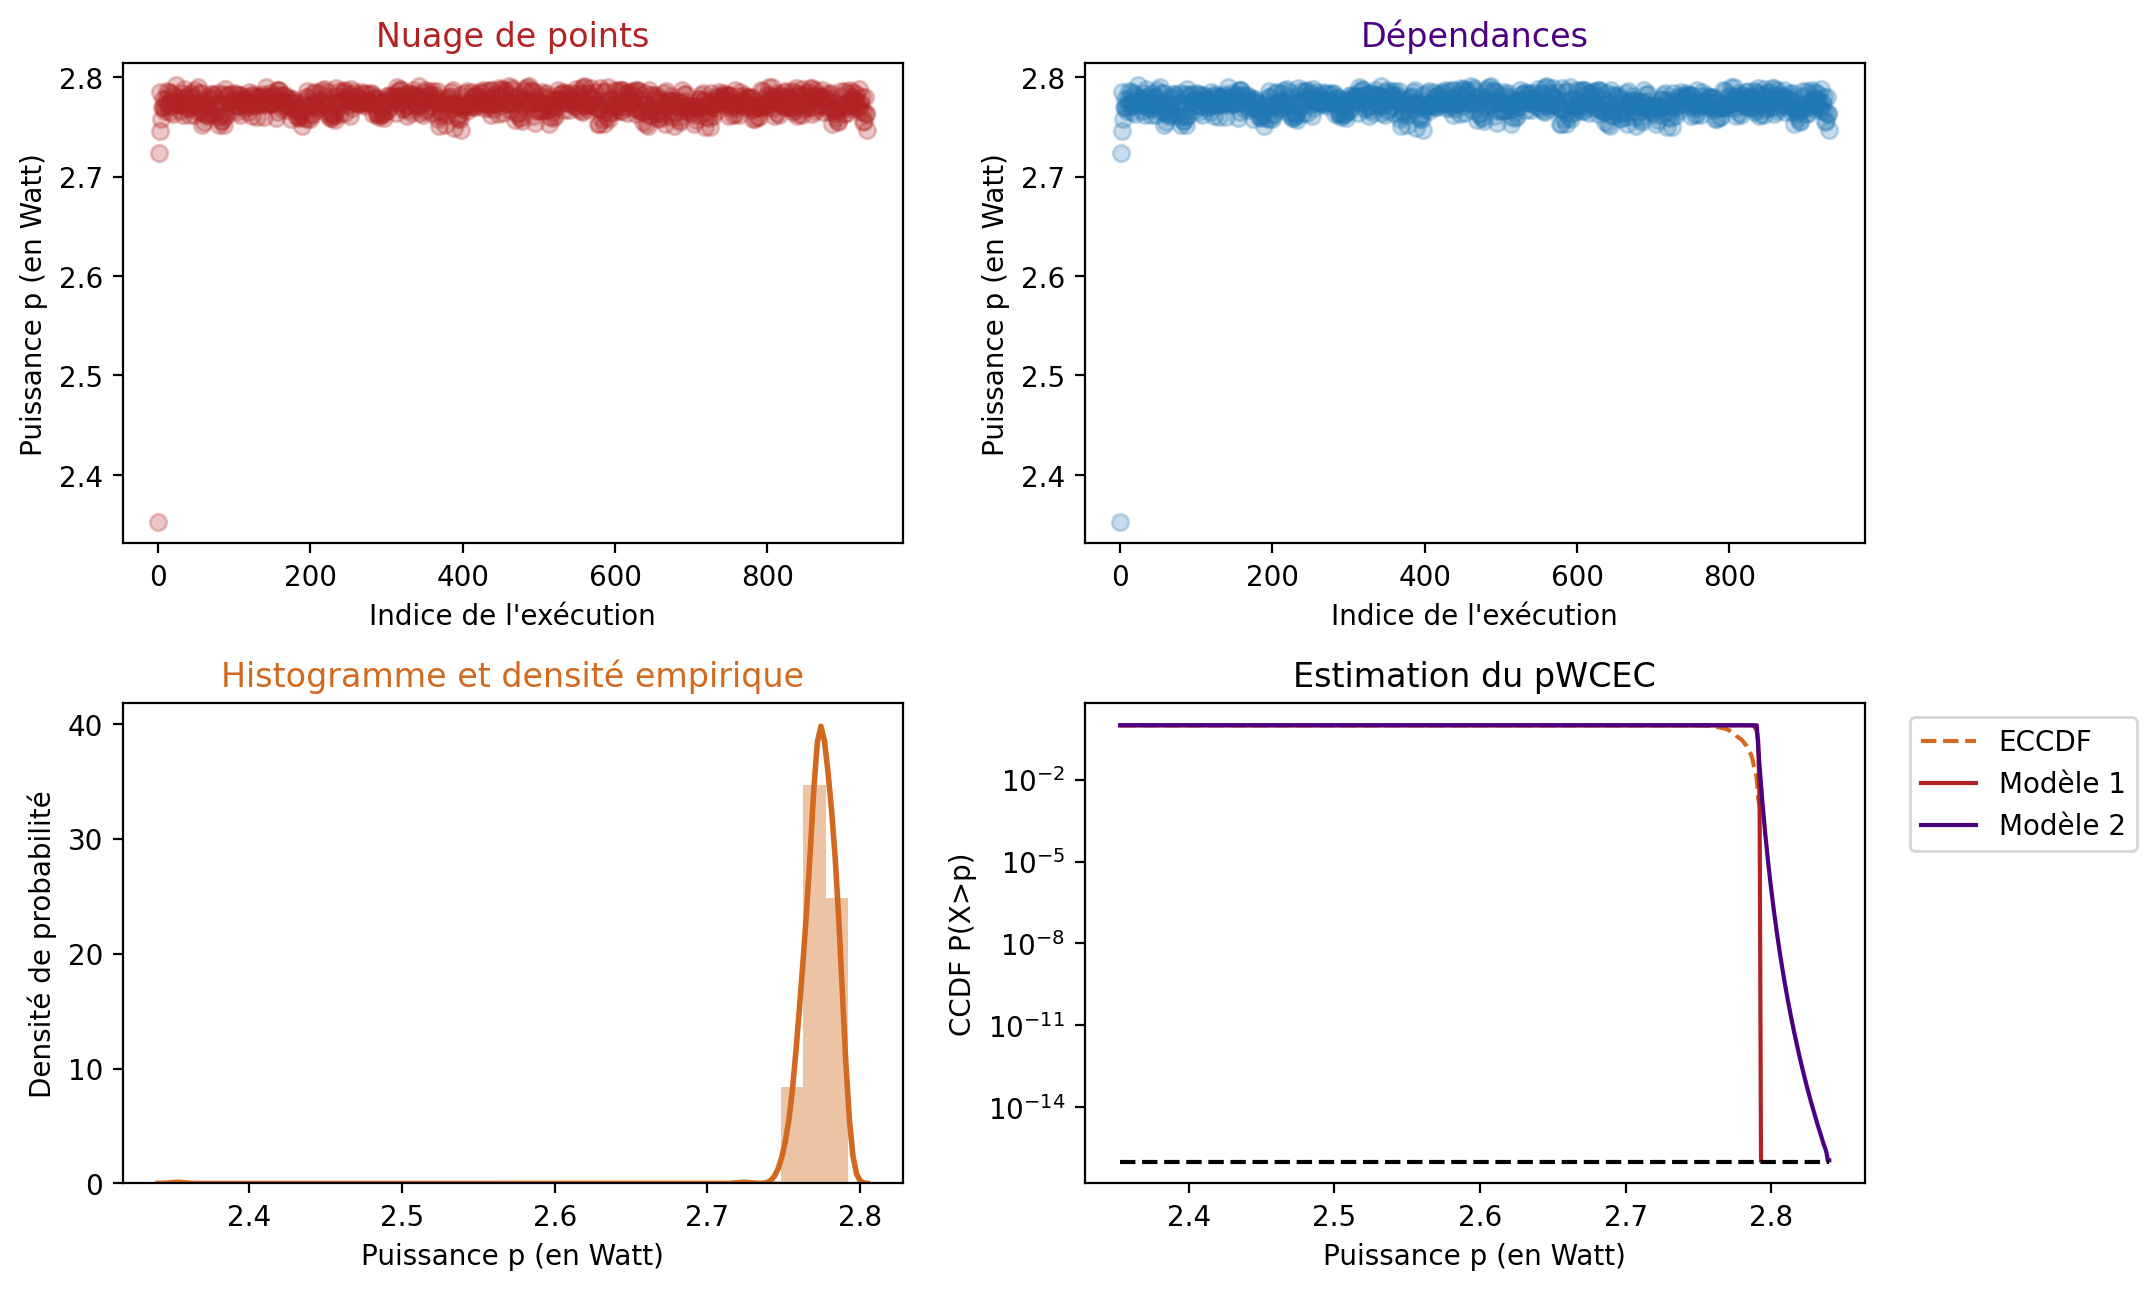 Nuage de points
Puissance p (en Watt)
2.8
2.7
2.6
2.5
2.4
0 200 400 600 800
Indice de l'exécution
Dépendances
Puissance p (en Watt)
2.8
2.7
2.6
2.5
2.4
0 200 400 600 800
Indice de l'exécution
Histogramme et densité empirique
Densité de probabilité
40
30
20
10
0
2.4 2.5 2.6 2.7 2.8
Puissance p (en Watt)
Estimation du pWCEC
CCDF P(X>p)
10⁻²
10⁻⁵
10⁻⁸
10⁻¹¹
10⁻¹⁴
2.4 2.5 2.6 2.7 2.8
Puissance p (en Watt)
ECCDF
Modèle 1
Modèle 2